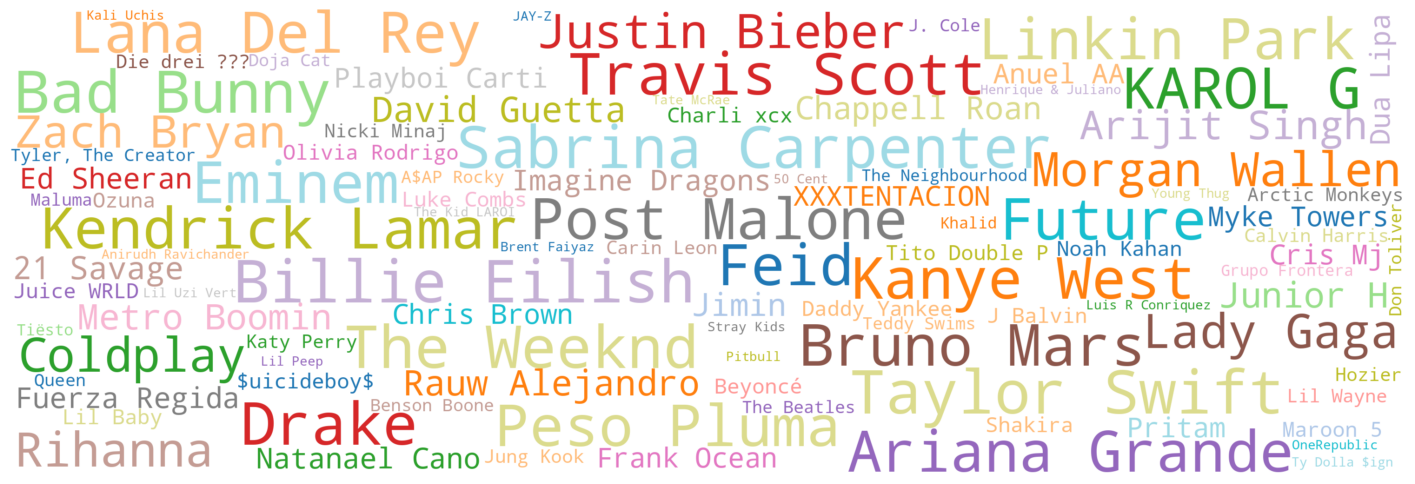 Kali Uchis
Lana Del Rey
JAY-Z
Justin Bieber
J. Cole
Linkin Park
Dua Lipa
Die drei ???
Doja Cat
Bad Bunny
Playboi Carti
Travis Scott
Anuel AA
Henrique & Juliano
KAROL G
David Guetta
Tate McRae
Charli xcx
Chappell Roan
Zach Bryan
Nicki Minaj
Arijit Singh
Tyler, The Creator
Olivia Rodrigo
Sabrina Carpenter
Ed Sheeran
Eminem
A$AP Rocky
Imagine Dragons
50 Cent
The Neighbourhood
Morgan Wallen
Maluma
Ozuna
Luke Combs
XXXTENTACION
Young Thug
Arctic Monkeys
Kendrick Lamar
The Kid LAROI
Post Malone
Khalid
Future
Myke Towers
Don Toliver
Anirudh Ravichander
Brent Faiyaz
Carin Leon
Feid
Tito Double P
Noah Kahan
Calvin Harris
Cris Mj
21 Savage
Billie Eilish
Kanye West
Grupo Frontera
Juice WRLD
Lil Uzi Vert
Junior H
Metro Boomin
Chris Brown
Jimin
Daddy Yankee
Luis R Conriquez
Tiësto
Stray Kids
Teddy Swims
J Balvin
Coldplay
Katy Perry
The Weeknd
Bruno Mars
Lady Gaga
Lil Peep
Pitbull
Queen
$uicideboy$
Rauw Alejandro
Beyoncé
Taylor Swift
Hozier
Fuerza Regida
Benson Boone
The Beatles
Lil Wayne
Lil Baby
Drake
Peso Pluma
Shakira
Pritam
Maroon 5
Rihanna
Natanael Cano
Jung Kook
Frank Ocean
Ariana Grande
OneRepublic
Ty Dolla $ign